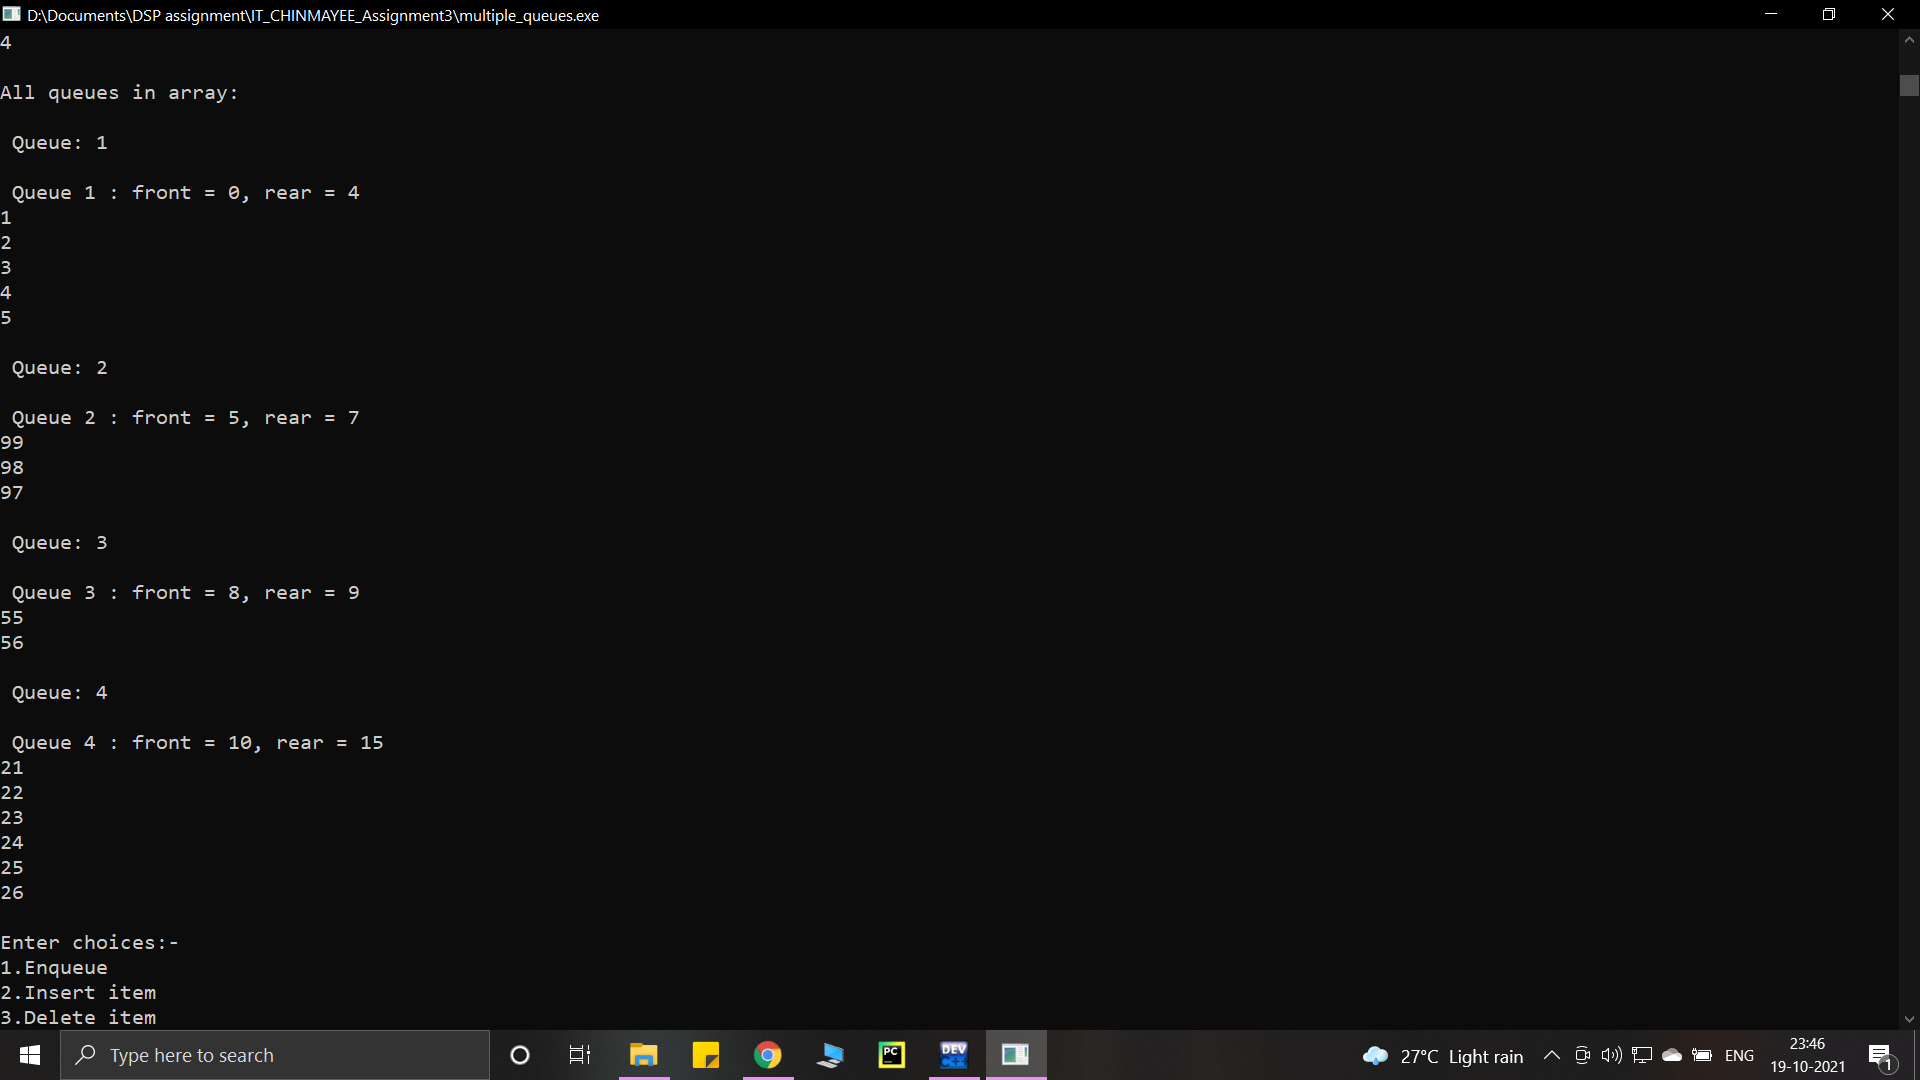 D:\Documents\DSP assignment\IT_CHINMAYEE_Assignment3\multiple_queues.exe
4
All queues in array:
Queue: 1
Queue 1 : front = 0, rear = 4
1
2
3
4
5
Queue: 2
Queue 2 : front = 5, rear = 7
99
98
97
Queue: 3
Queue 3 : front = 8, rear = 9
55
56
Queue: 4
Queue 4 : front = 10, rear = 15
21
22
23
24
25
26
Enter choices:-
1.Enqueue
2.Insert item
3.Delete item
Type here to search
PC
DEV
C++
27°C Light rain
ENG
23:46
19-10-2021
1